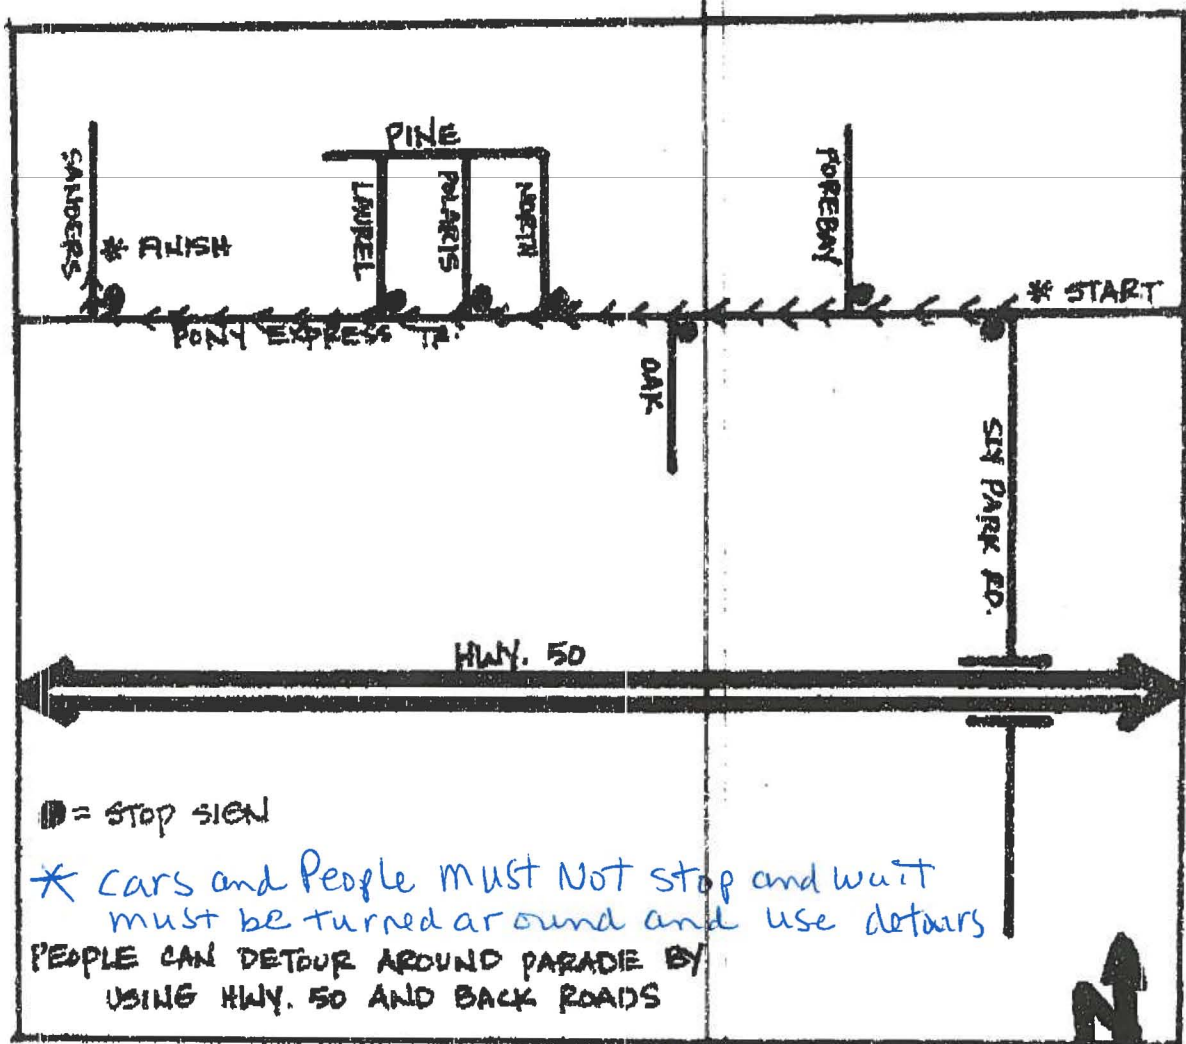 PINE
SANDERS
LAUREL
POLARIS
NORTH
FOREBAY
* FINISH
* START
PONY EXPRESS TR.
OAK
SLY PARK RD.
HWY. 50
= STOP SIGN
* Cars and People must Not stop and wait
must be turned around and use detours
PEOPLE CAN DETOUR AROUND PARADE BY
USING HWY. 50 AND BACK ROADS
N